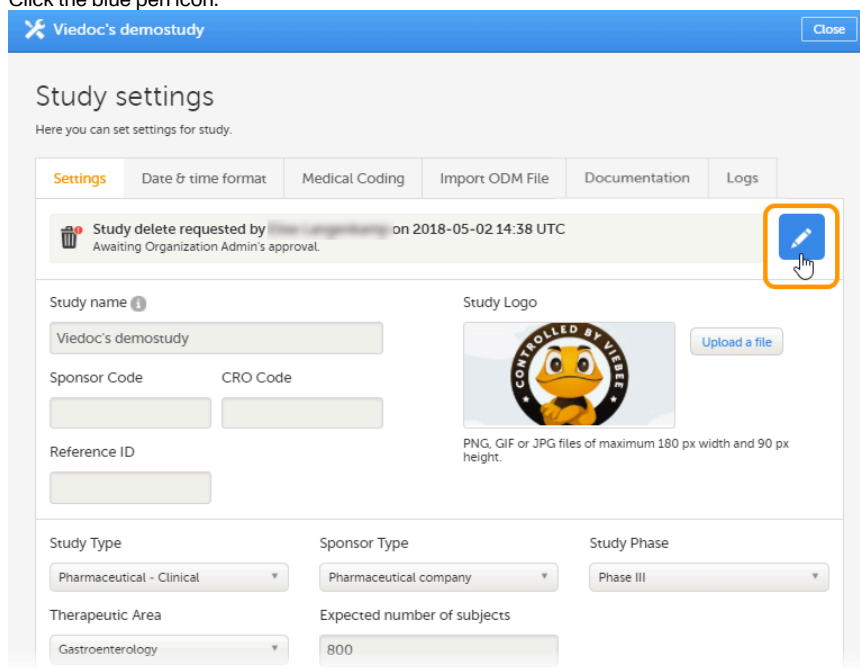 Click the blue pen icon.
Viedoc's demostudy
Close
Study settings
Here you can set settings for study.
Settings Date & time format Medical Coding Import ODM File Documentation Logs
Study delete requested by on 2018-05-02 14:38 UTC
Awaiting Organization Admin's approval.
Study name
Study Logo
Viedoc's demostudy
CONTROLLED BY VIEBEE
Upload a file
Sponsor Code CRO Code
PNG, GIF or JPG files of maximum 180 px width and 90 px
height.
Reference ID
Study Type Sponsor Type Study Phase
Pharmaceutical - Clinical Pharmaceutical company Phase III
Therapeutic Area Expected number of subjects
Gastroenterology 800